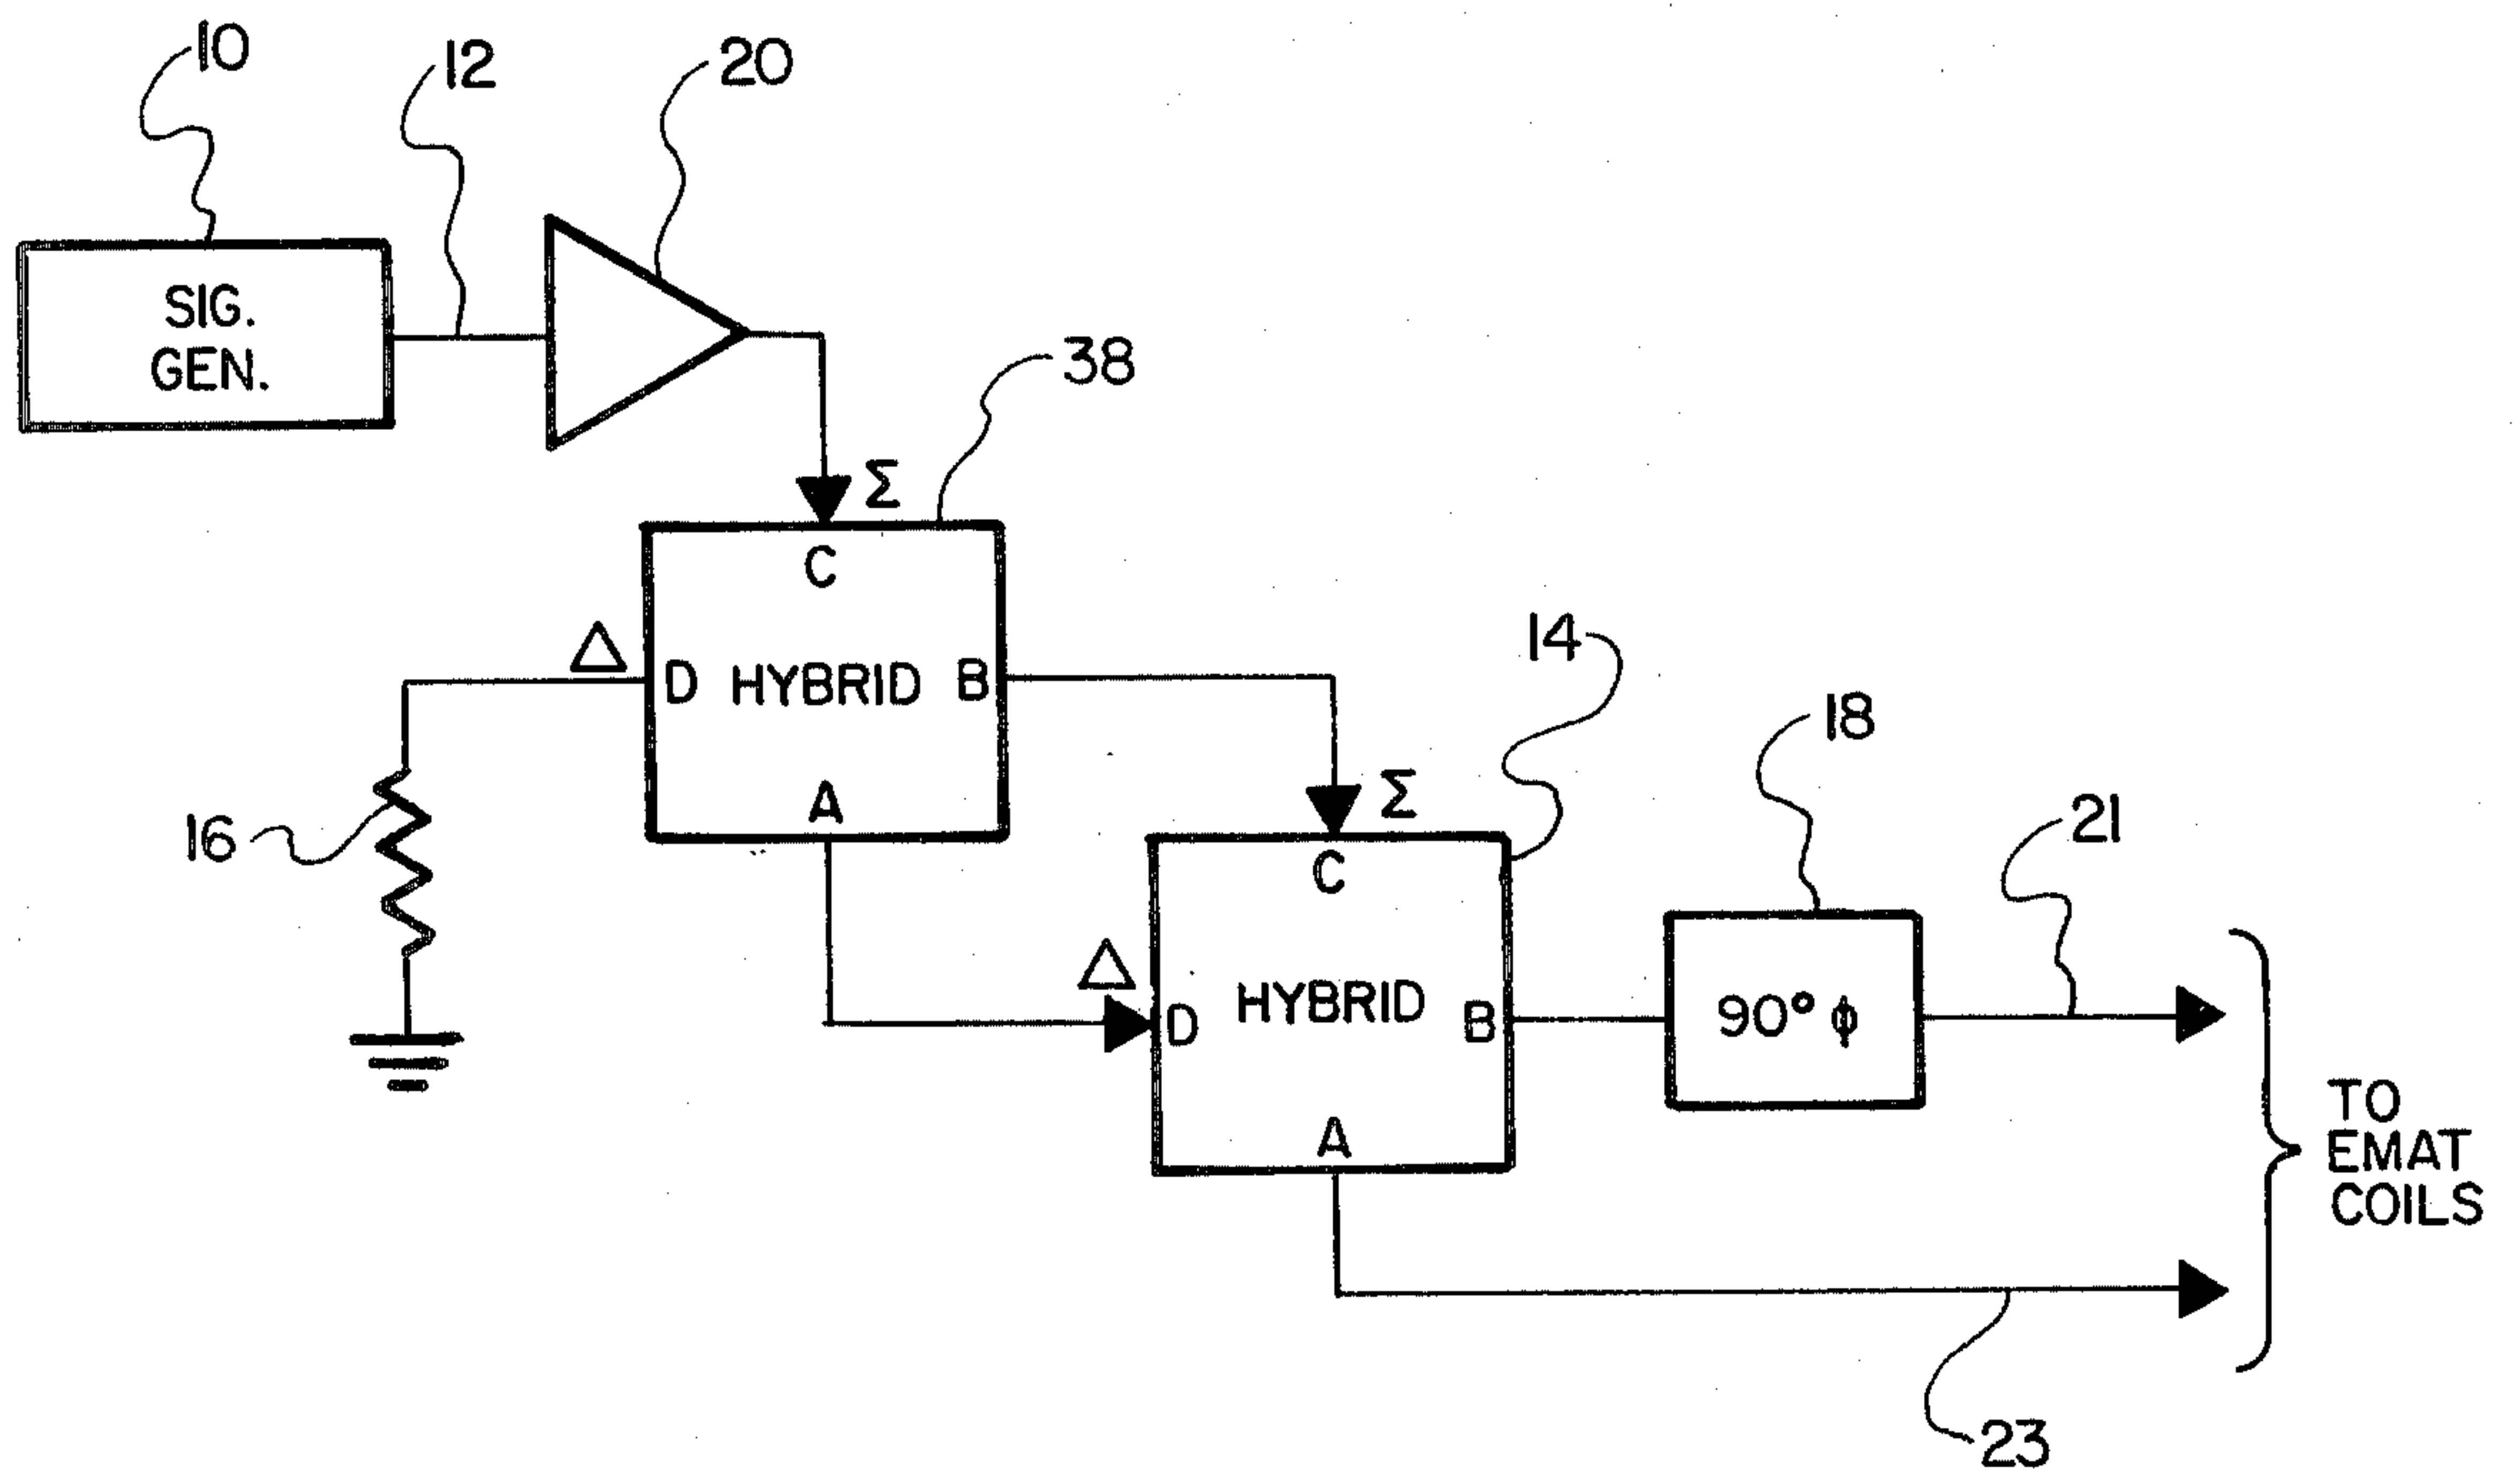 10
12
20
SIG.
GEN.
38
Σ
C
Δ
D HYBRID B
A
14
16
18
Σ
C
21
Δ
D HYBRID B
A
90° ϕ
TO
EMAT
COILS
23